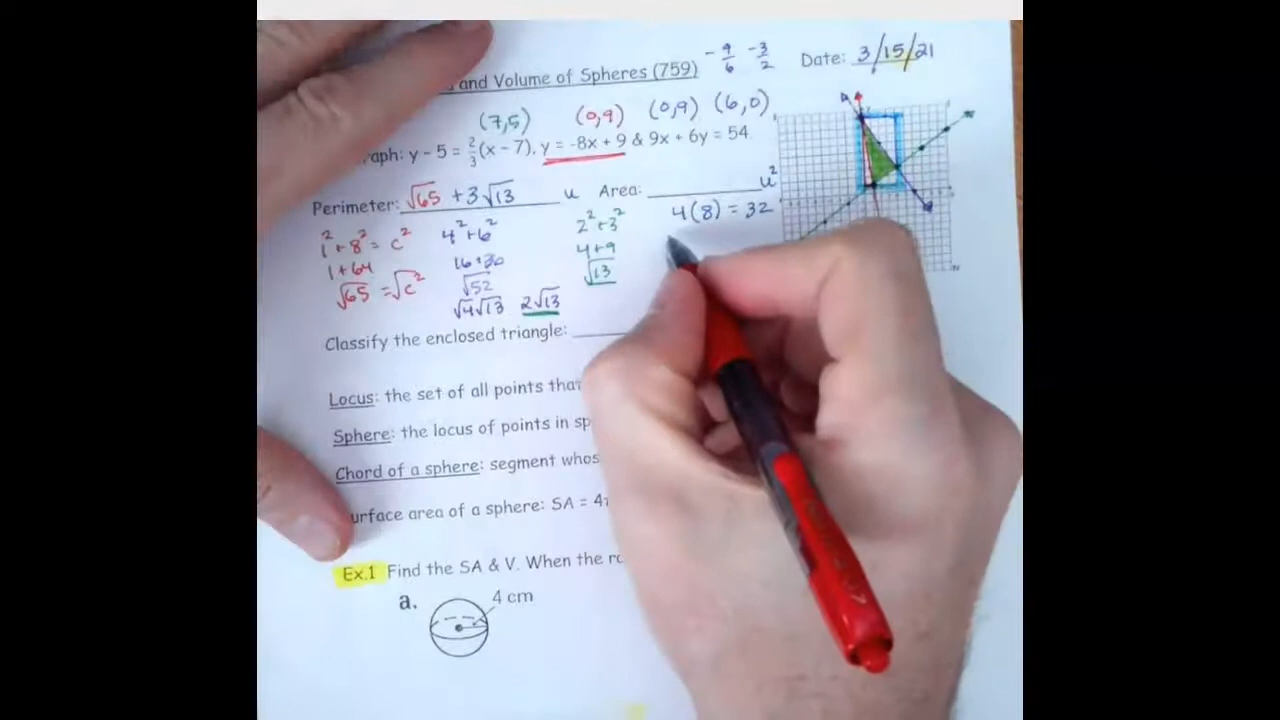 and Volume of Spheres (759) -9/6 -3/2 Date: 3/15/21
(7,5) (0,9) (0,9) (6,0)
raph: y - 5 = 2/3(x - 7), y = -8x + 9 & 9x + 6y = 54
Perimeter: √65 + 3√13 u Area: u²
1² + 8² = c² 4² + 6² 2² + 3² 4(8) = 32
1 + 64 16 + 36 4 + 9
√65 = √c² √52 √13
√4√13 2√13
Classify the enclosed triangle:
Locus: the set of all points that
Sphere: the locus of points in sp
Chord of a sphere: segment whos
urface area of a sphere: SA = 4
Ex.1 Find the SA & V. When the
a. 4 cm